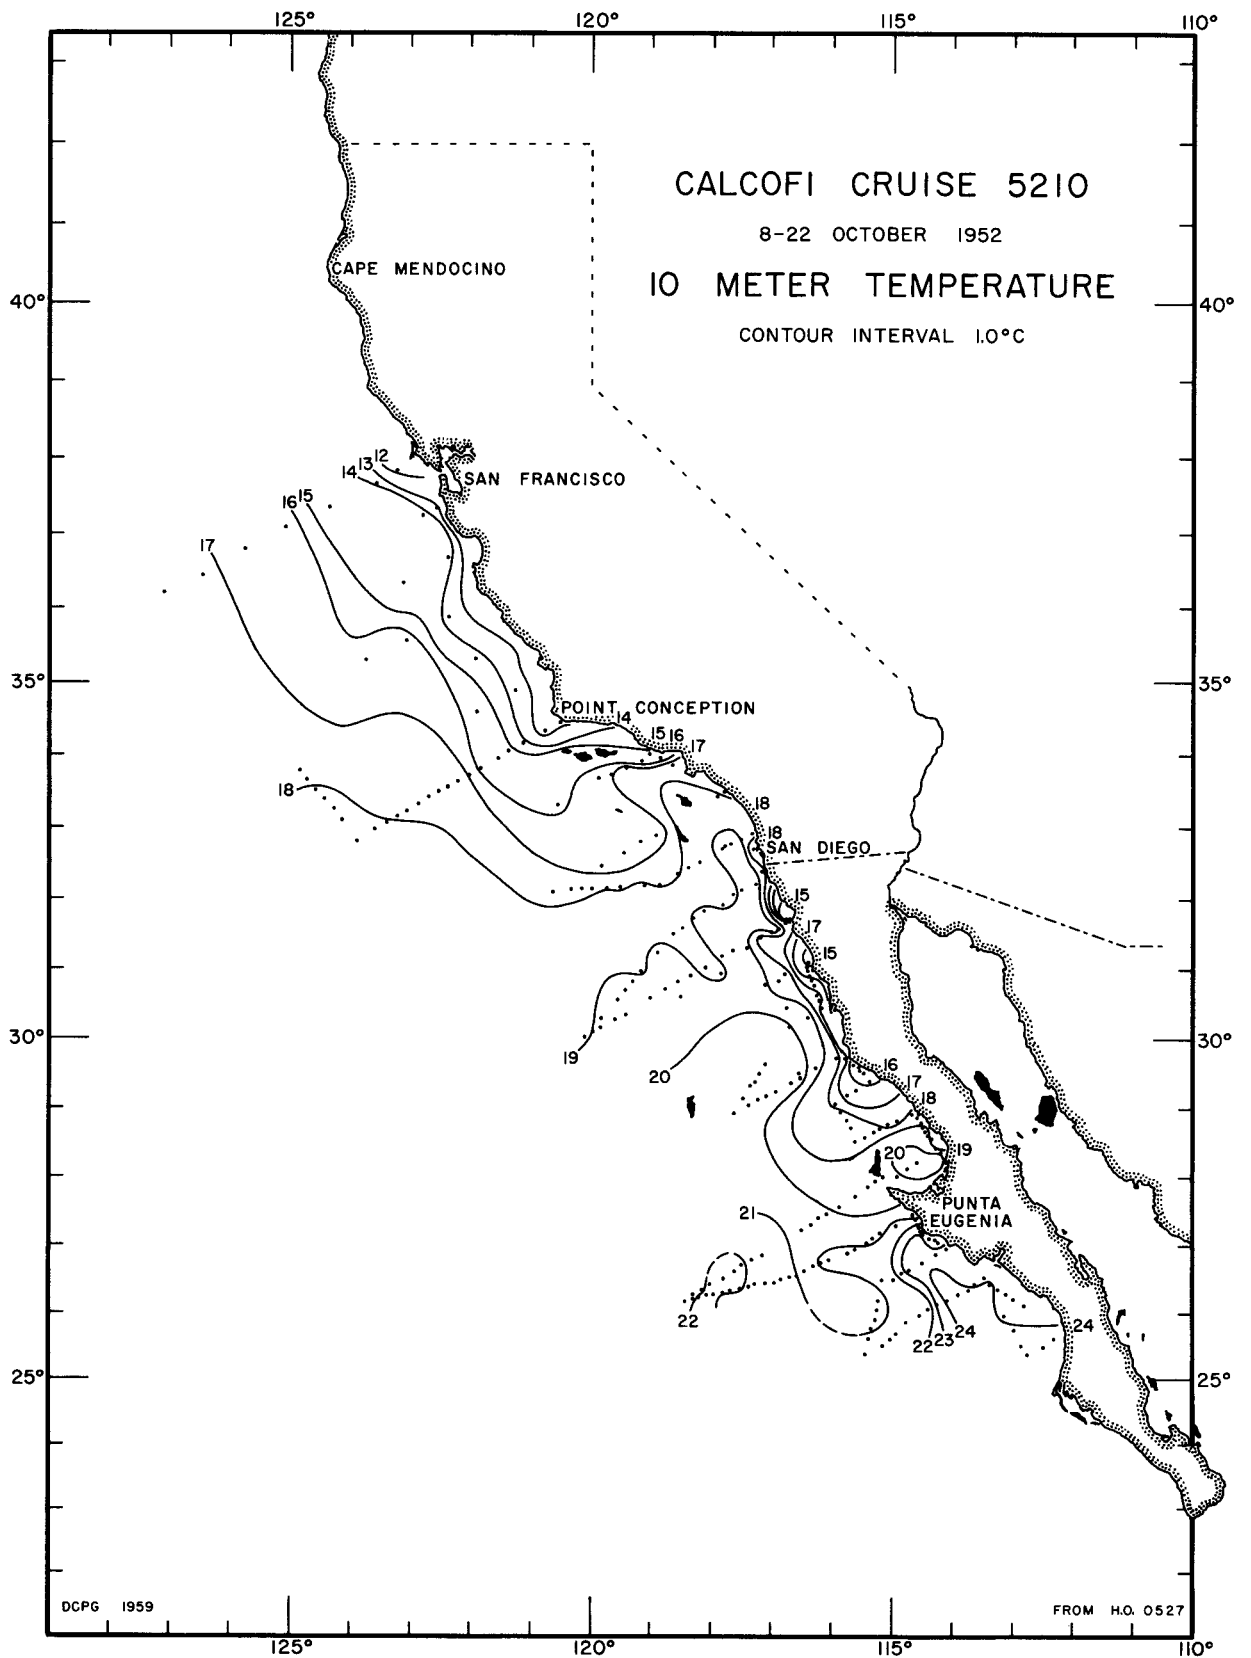 125° 120° 115° 110°
CALCOFI CRUISE 5210
8-22 OCTOBER 1952
10 METER TEMPERATURE
CONTOUR INTERVAL 1.0°C
CAPE MENDOCINO
40° 40°
14 13 12
SAN FRANCISCO
16 15
17
35° 35°
POINT CONCEPTION
14
15 16 17
18
18
18
SAN DIEGO
15
17
15
30° 30°
19
20
16
17
18
20
19
PUNTA
EUGENIA
21
22
22 23 24
24
25° 25°
DCPG 1959
FROM H.O. 0527
125° 120° 115° 110°